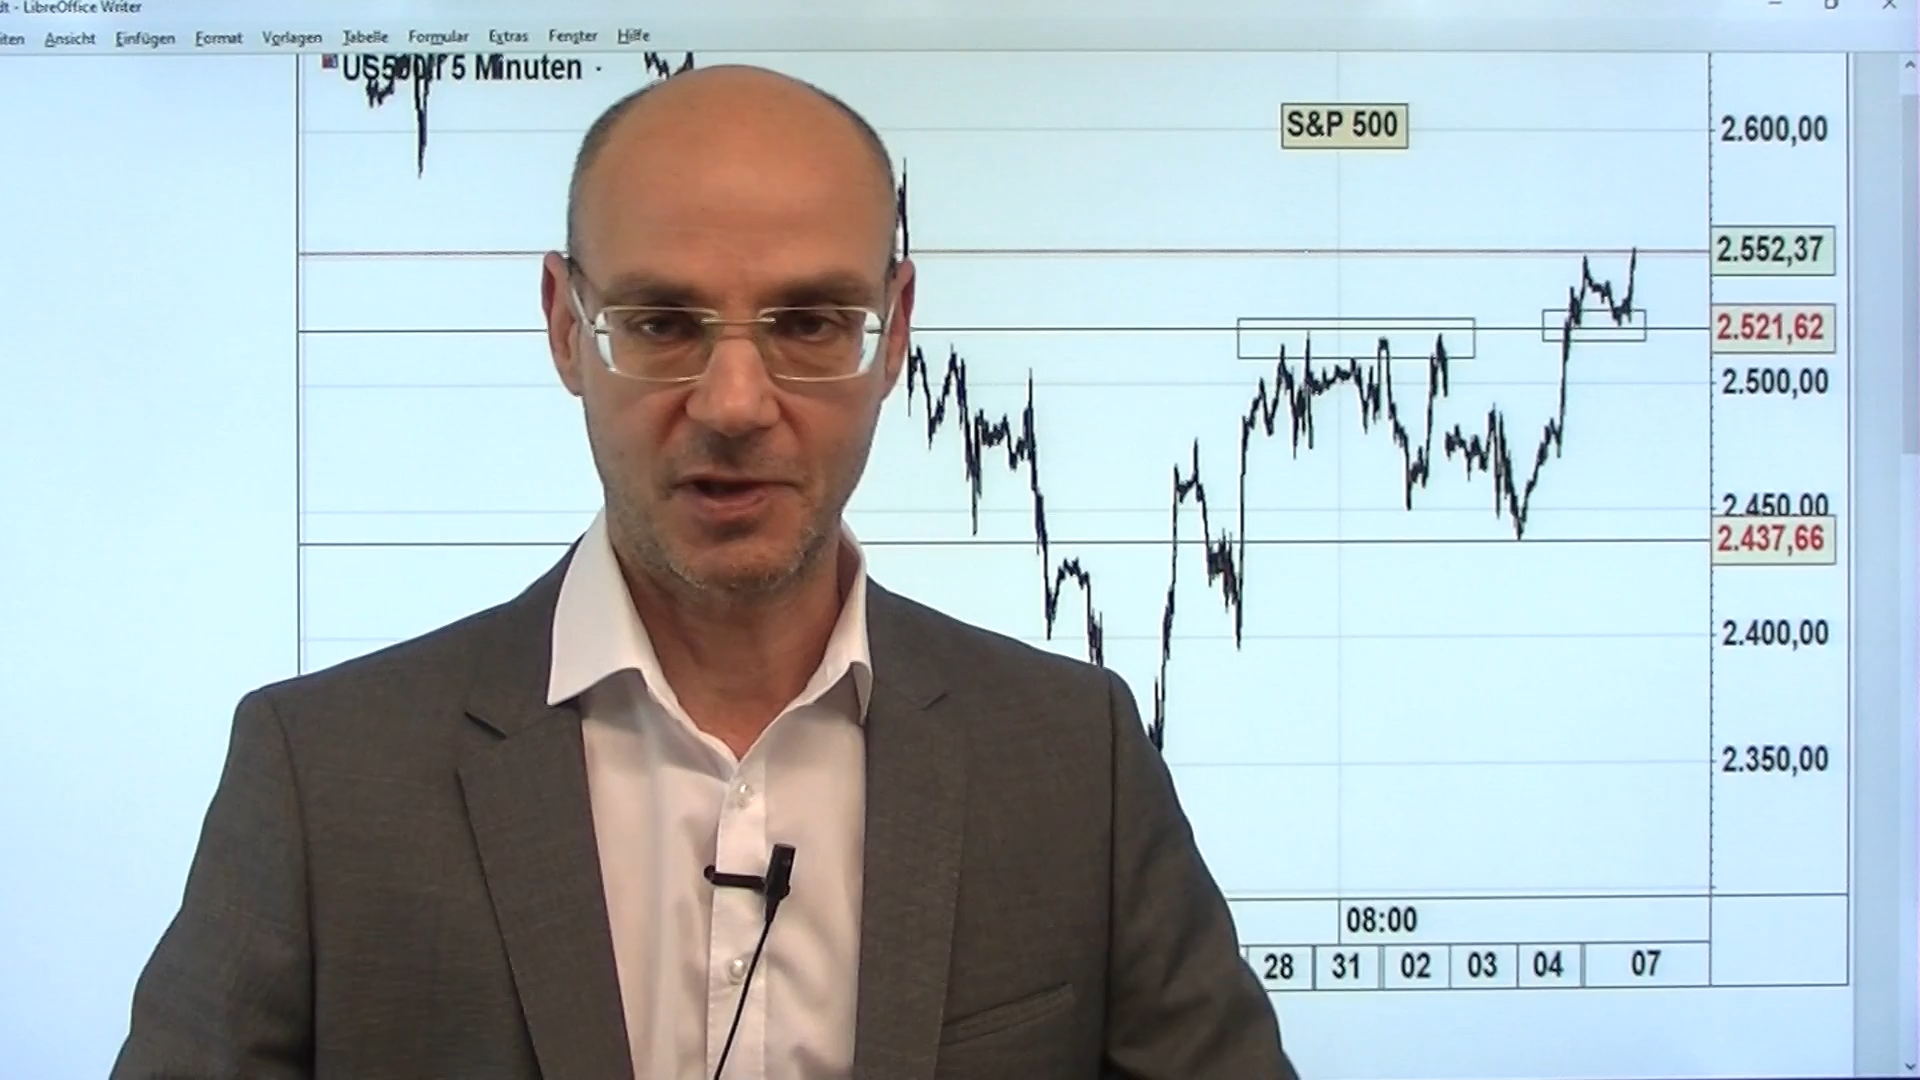 dt - LibreOffice Writer
iten Ansicht Einfügen Format Vorlagen Tabelle Formular Extras Fenster Hilfe
5 Minuten
S&P 500
2.600,00
2.552,37
2.521,62
2.500,00
2.450,00
2.437,66
2.400,00
2.350,00
08:00
28 31 02 03 04 07